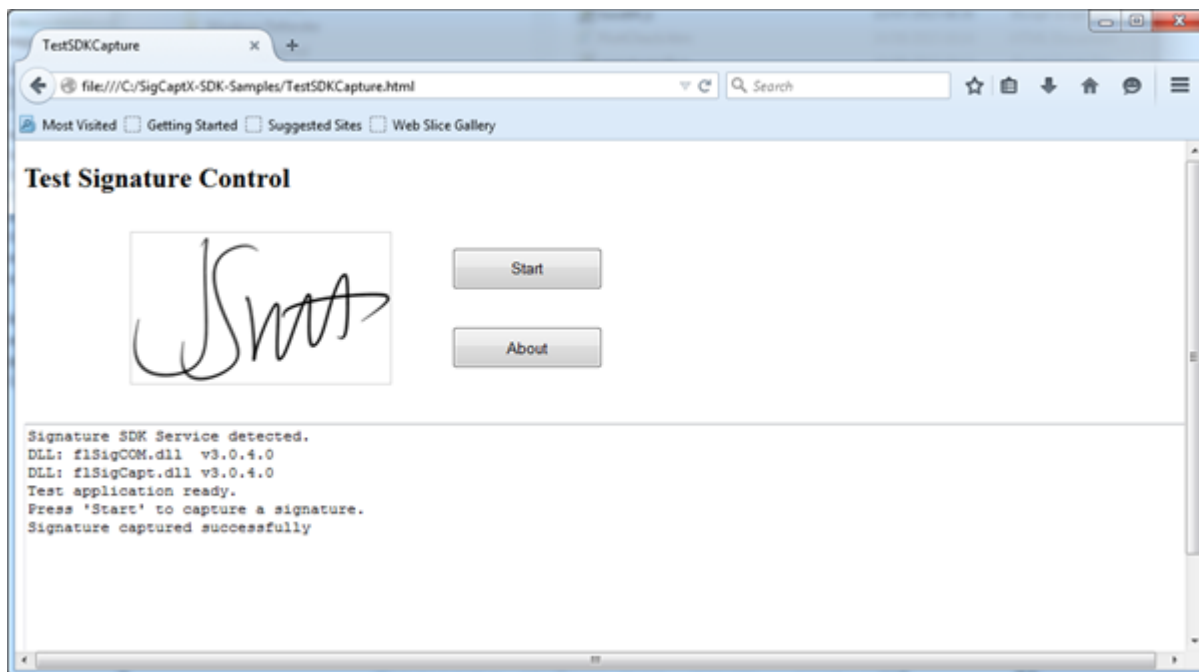 TestSDKCapture
file:///C:/SigCaptX-SDK-Samples/TestSDKCapture.html
Search
Most Visited Getting Started Suggested Sites Web Slice Gallery
Test Signature Control
Start
About
Signature SDK Service detected.
DLL: flSigCOM.dll v3.0.4.0
DLL: flSigCapt.dll v3.0.4.0
Test application ready.
Press 'Start' to capture a signature.
Signature captured successfully